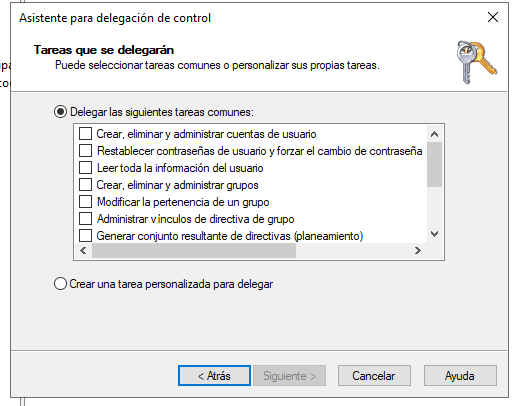 Asistente para delegación de control
Tareas que se delegarán
Puede seleccionar tareas comunes o personalizar sus propias tareas.
Delegar las siguientes tareas comunes:
Crear, eliminar y administrar cuentas de usuario
Restablecer contraseñas de usuario y forzar el cambio de contraseña
Leer toda la información del usuario
Crear, eliminar y administrar grupos
Modificar la pertenencia de un grupo
Administrar vínculos de directiva de grupo
Generar conjunto resultante de directivas (planeamiento)
Crear una tarea personalizada para delegar
< Atrás Siguiente > Cancelar Ayuda